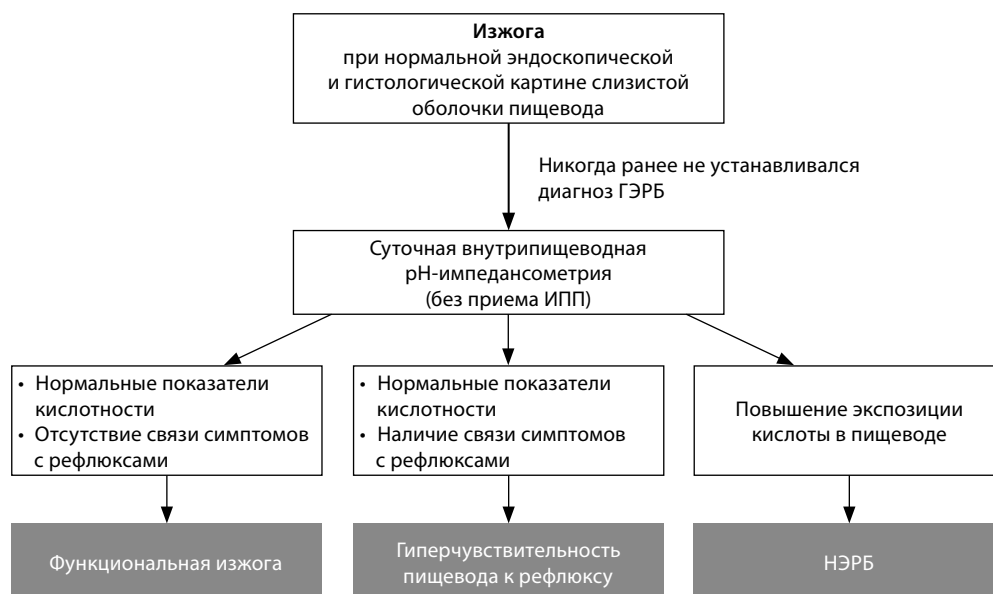 Изжога
при нормальной эндоскопической
и гистологической картине слизистой
оболочки пищевода
Никогда ранее не устанавливался
диагноз ГЭРБ
Суточная внутрипищеводная
pH-импедансометрия
(без приема ИПП)
• Нормальные показатели
кислотности
• Отсутствие связи симптомов
с рефлюксами
• Нормальные показатели
кислотности
• Наличие связи симптомов
с рефлюксами
Повышение экспозиции
кислоты в пищеводе
Функциональная изжога
Гиперчувствительность
пищевода к рефлюксу
НЭРБ